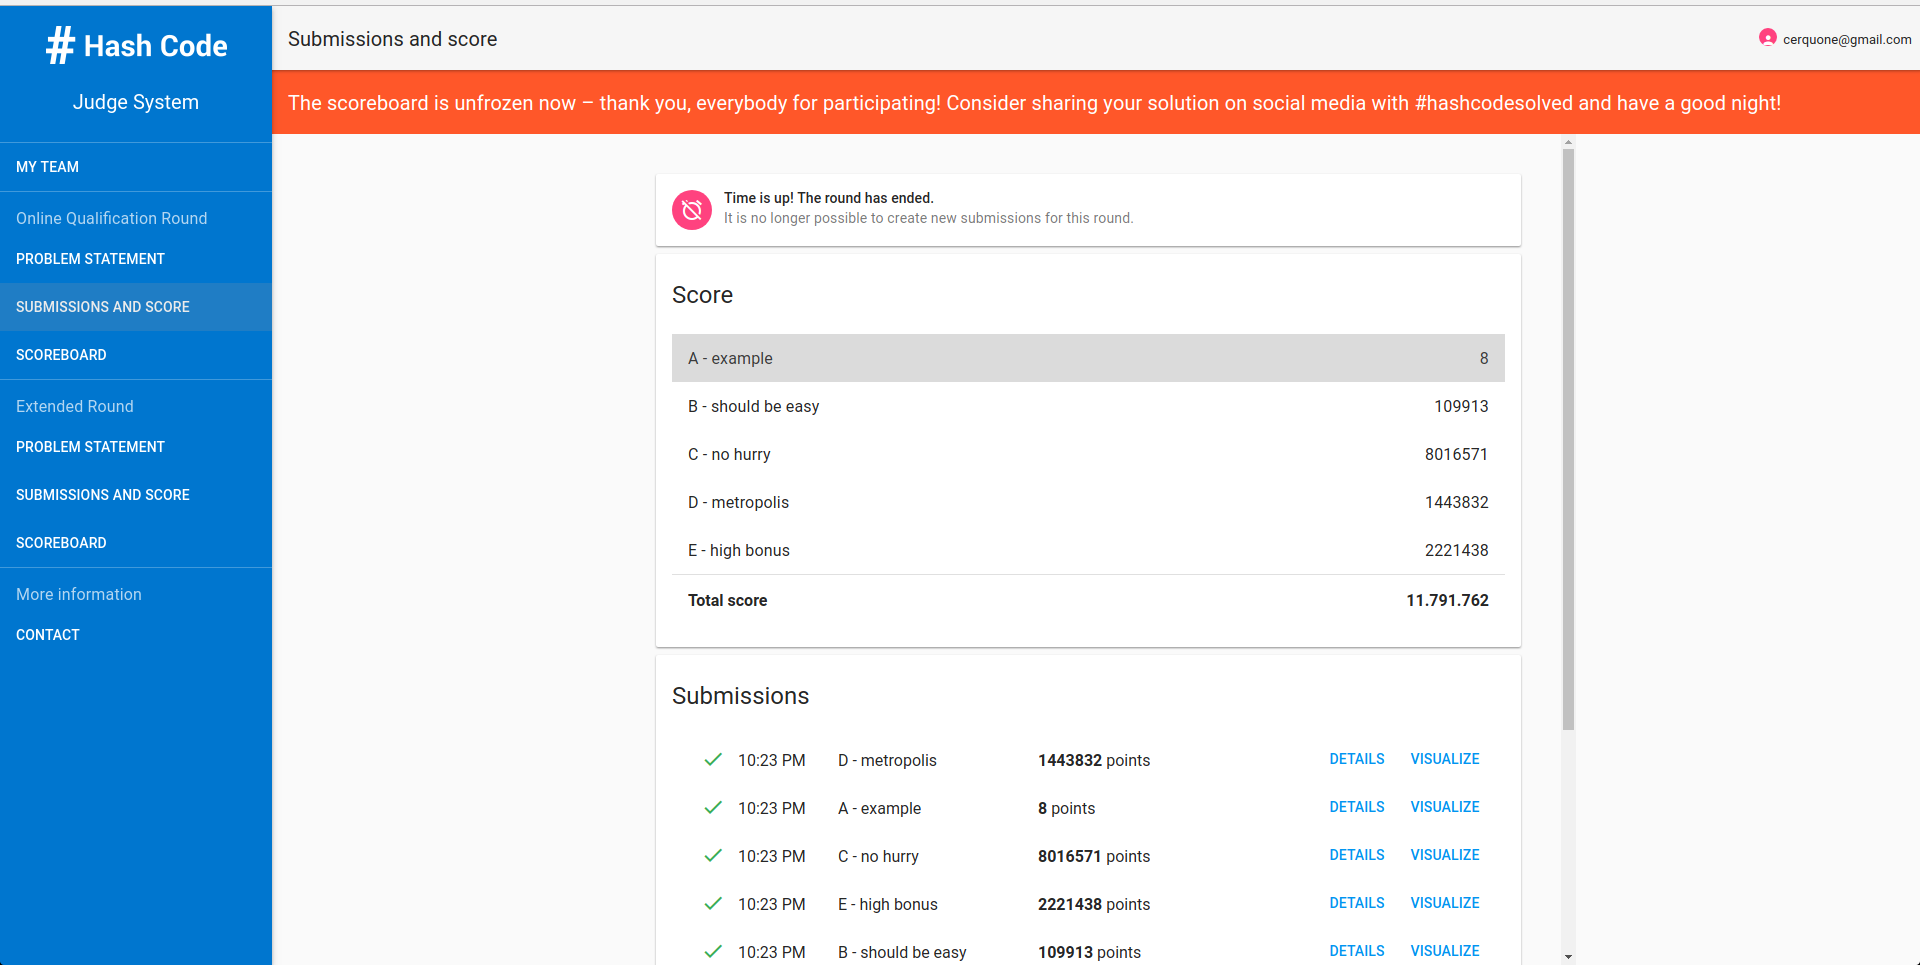 # Hash Code
Judge System
MY TEAM
Online Qualification Round
PROBLEM STATEMENT
SUBMISSIONS AND SCORE
SCOREBOARD
Extended Round
PROBLEM STATEMENT
SUBMISSIONS AND SCORE
SCOREBOARD
More information
CONTACT
Submissions and score
cerquone@gmail.com
The scoreboard is unfrozen now – thank you, everybody for participating! Consider sharing your solution on social media with #hashcodesolved and have a good night!
Time is up! The round has ended.
It is no longer possible to create new submissions for this round.
Score
A - example 8
B - should be easy 109913
C - no hurry 8016571
D - metropolis 1443832
E - high bonus 2221438
Total score 11.791.762
Submissions
10:23 PM D - metropolis 1443832 points DETAILS VISUALIZE
10:23 PM A - example 8 points DETAILS VISUALIZE
10:23 PM C - no hurry 8016571 points DETAILS VISUALIZE
10:23 PM E - high bonus 2221438 points DETAILS VISUALIZE
10:23 PM B - should be easy 109913 points DETAILS VISUALIZE